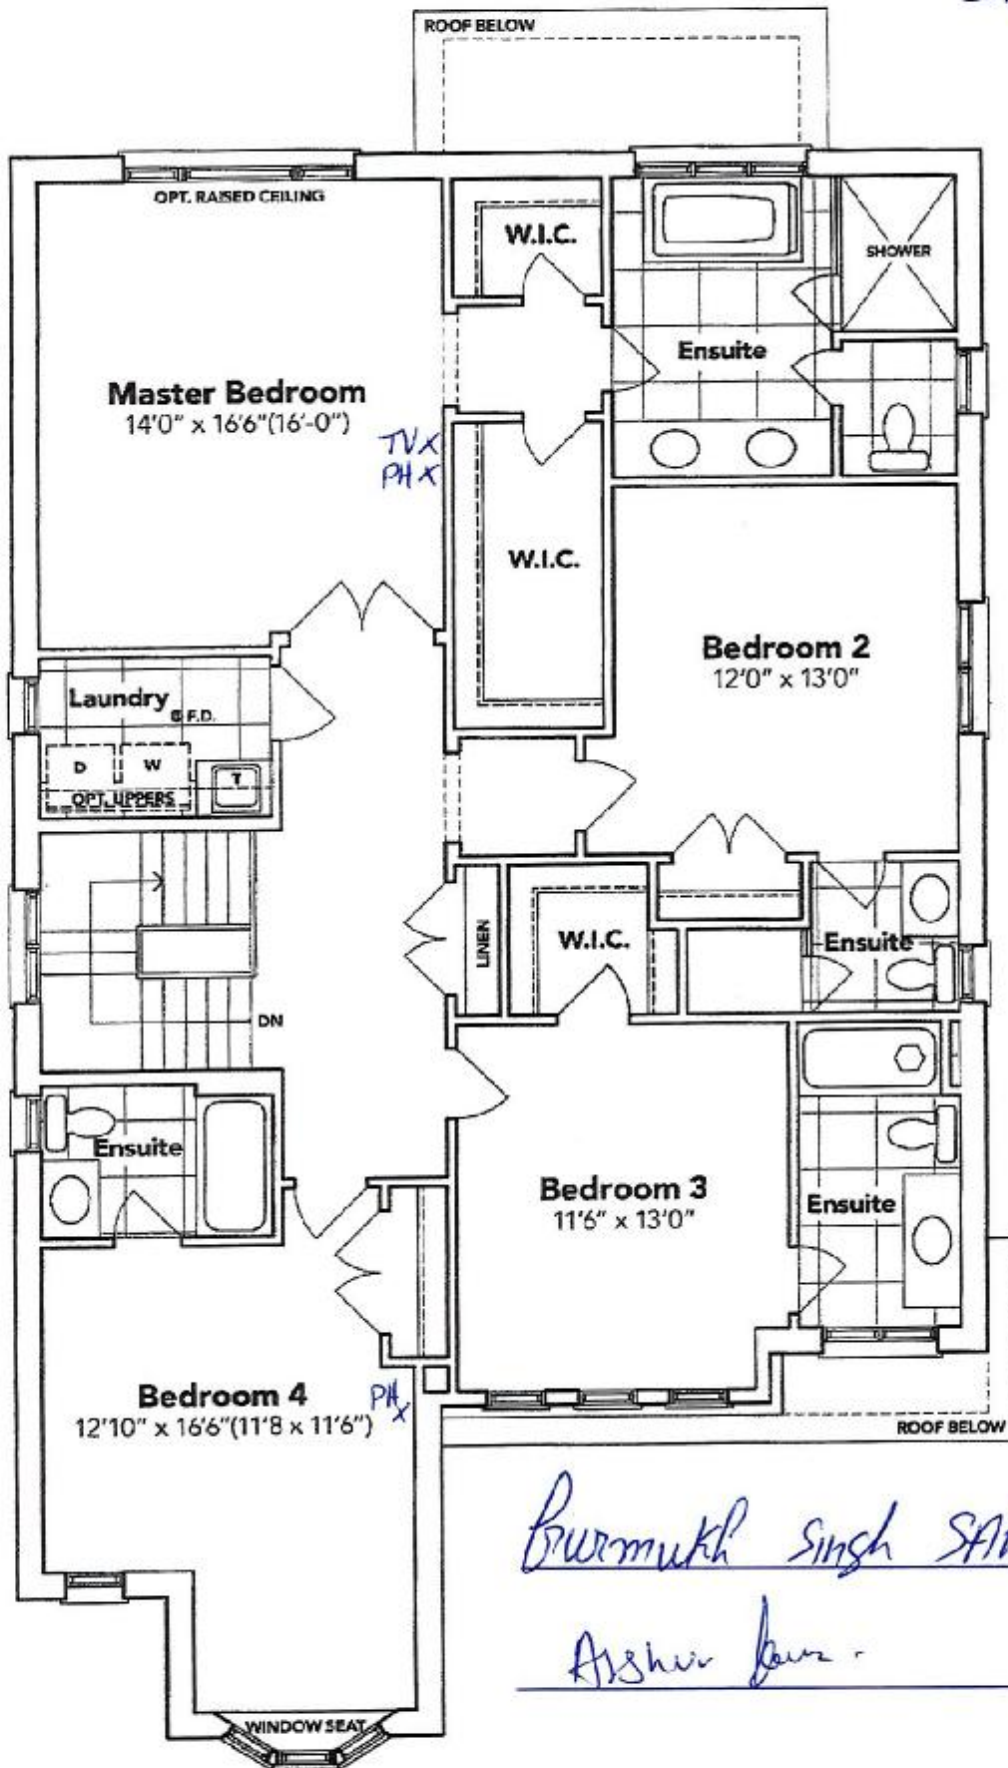 ROOF BELOW
OPT. RAISED CEILING
W.I.C.
SHOWER
Ensuite
Master Bedroom
14'0" x 16'6"(16'-0")
TV X
PH X
W.I.C.
Bedroom 2
12'0" x 13'0"
Laundry
F.D.
D
W
T
OPT. UPPERS
LINEN
W.I.C.
Ensuite
DN
Ensuite
Bedroom 3
11'6" x 13'0"
Ensuite
Bedroom 4
12'10" x 16'6"(11'8 x 11'6")
PH X
ROOF BELOW
Singh
WINDOW SEAT